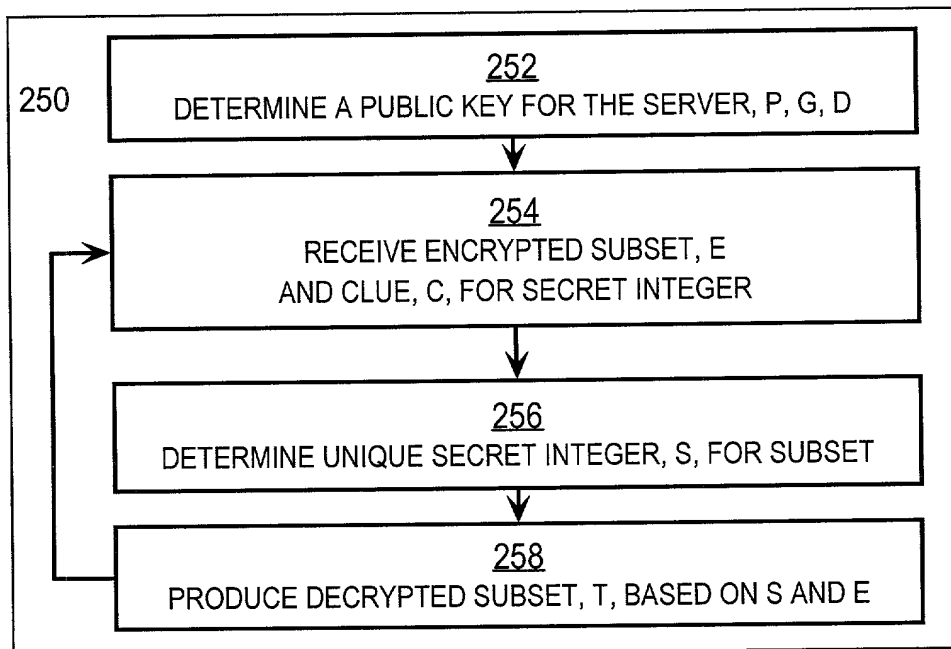 250
252
DETERMINE A PUBLIC KEY FOR THE SERVER, P, G, D
254
RECEIVE ENCRYPTED SUBSET, E
AND CLUE, C, FOR SECRET INTEGER
256
DETERMINE UNIQUE SECRET INTEGER, S, FOR SUBSET
258
PRODUCE DECRYPTED SUBSET, T, BASED ON S AND E